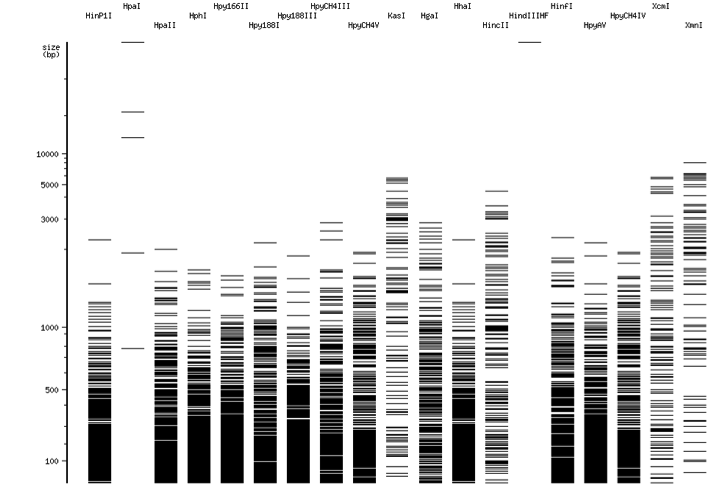 HpaI Hpy166II HpyCH4III HhaI HinfI XcmI
HinP1I HphI Hpy188III KasI HgaI HindIIIHF HpyCH4IV
HpaII Hpy188I HpyCH4V HincII HpyAV XmnI
size
(bp)
10000
5000
3000
1000
500
100